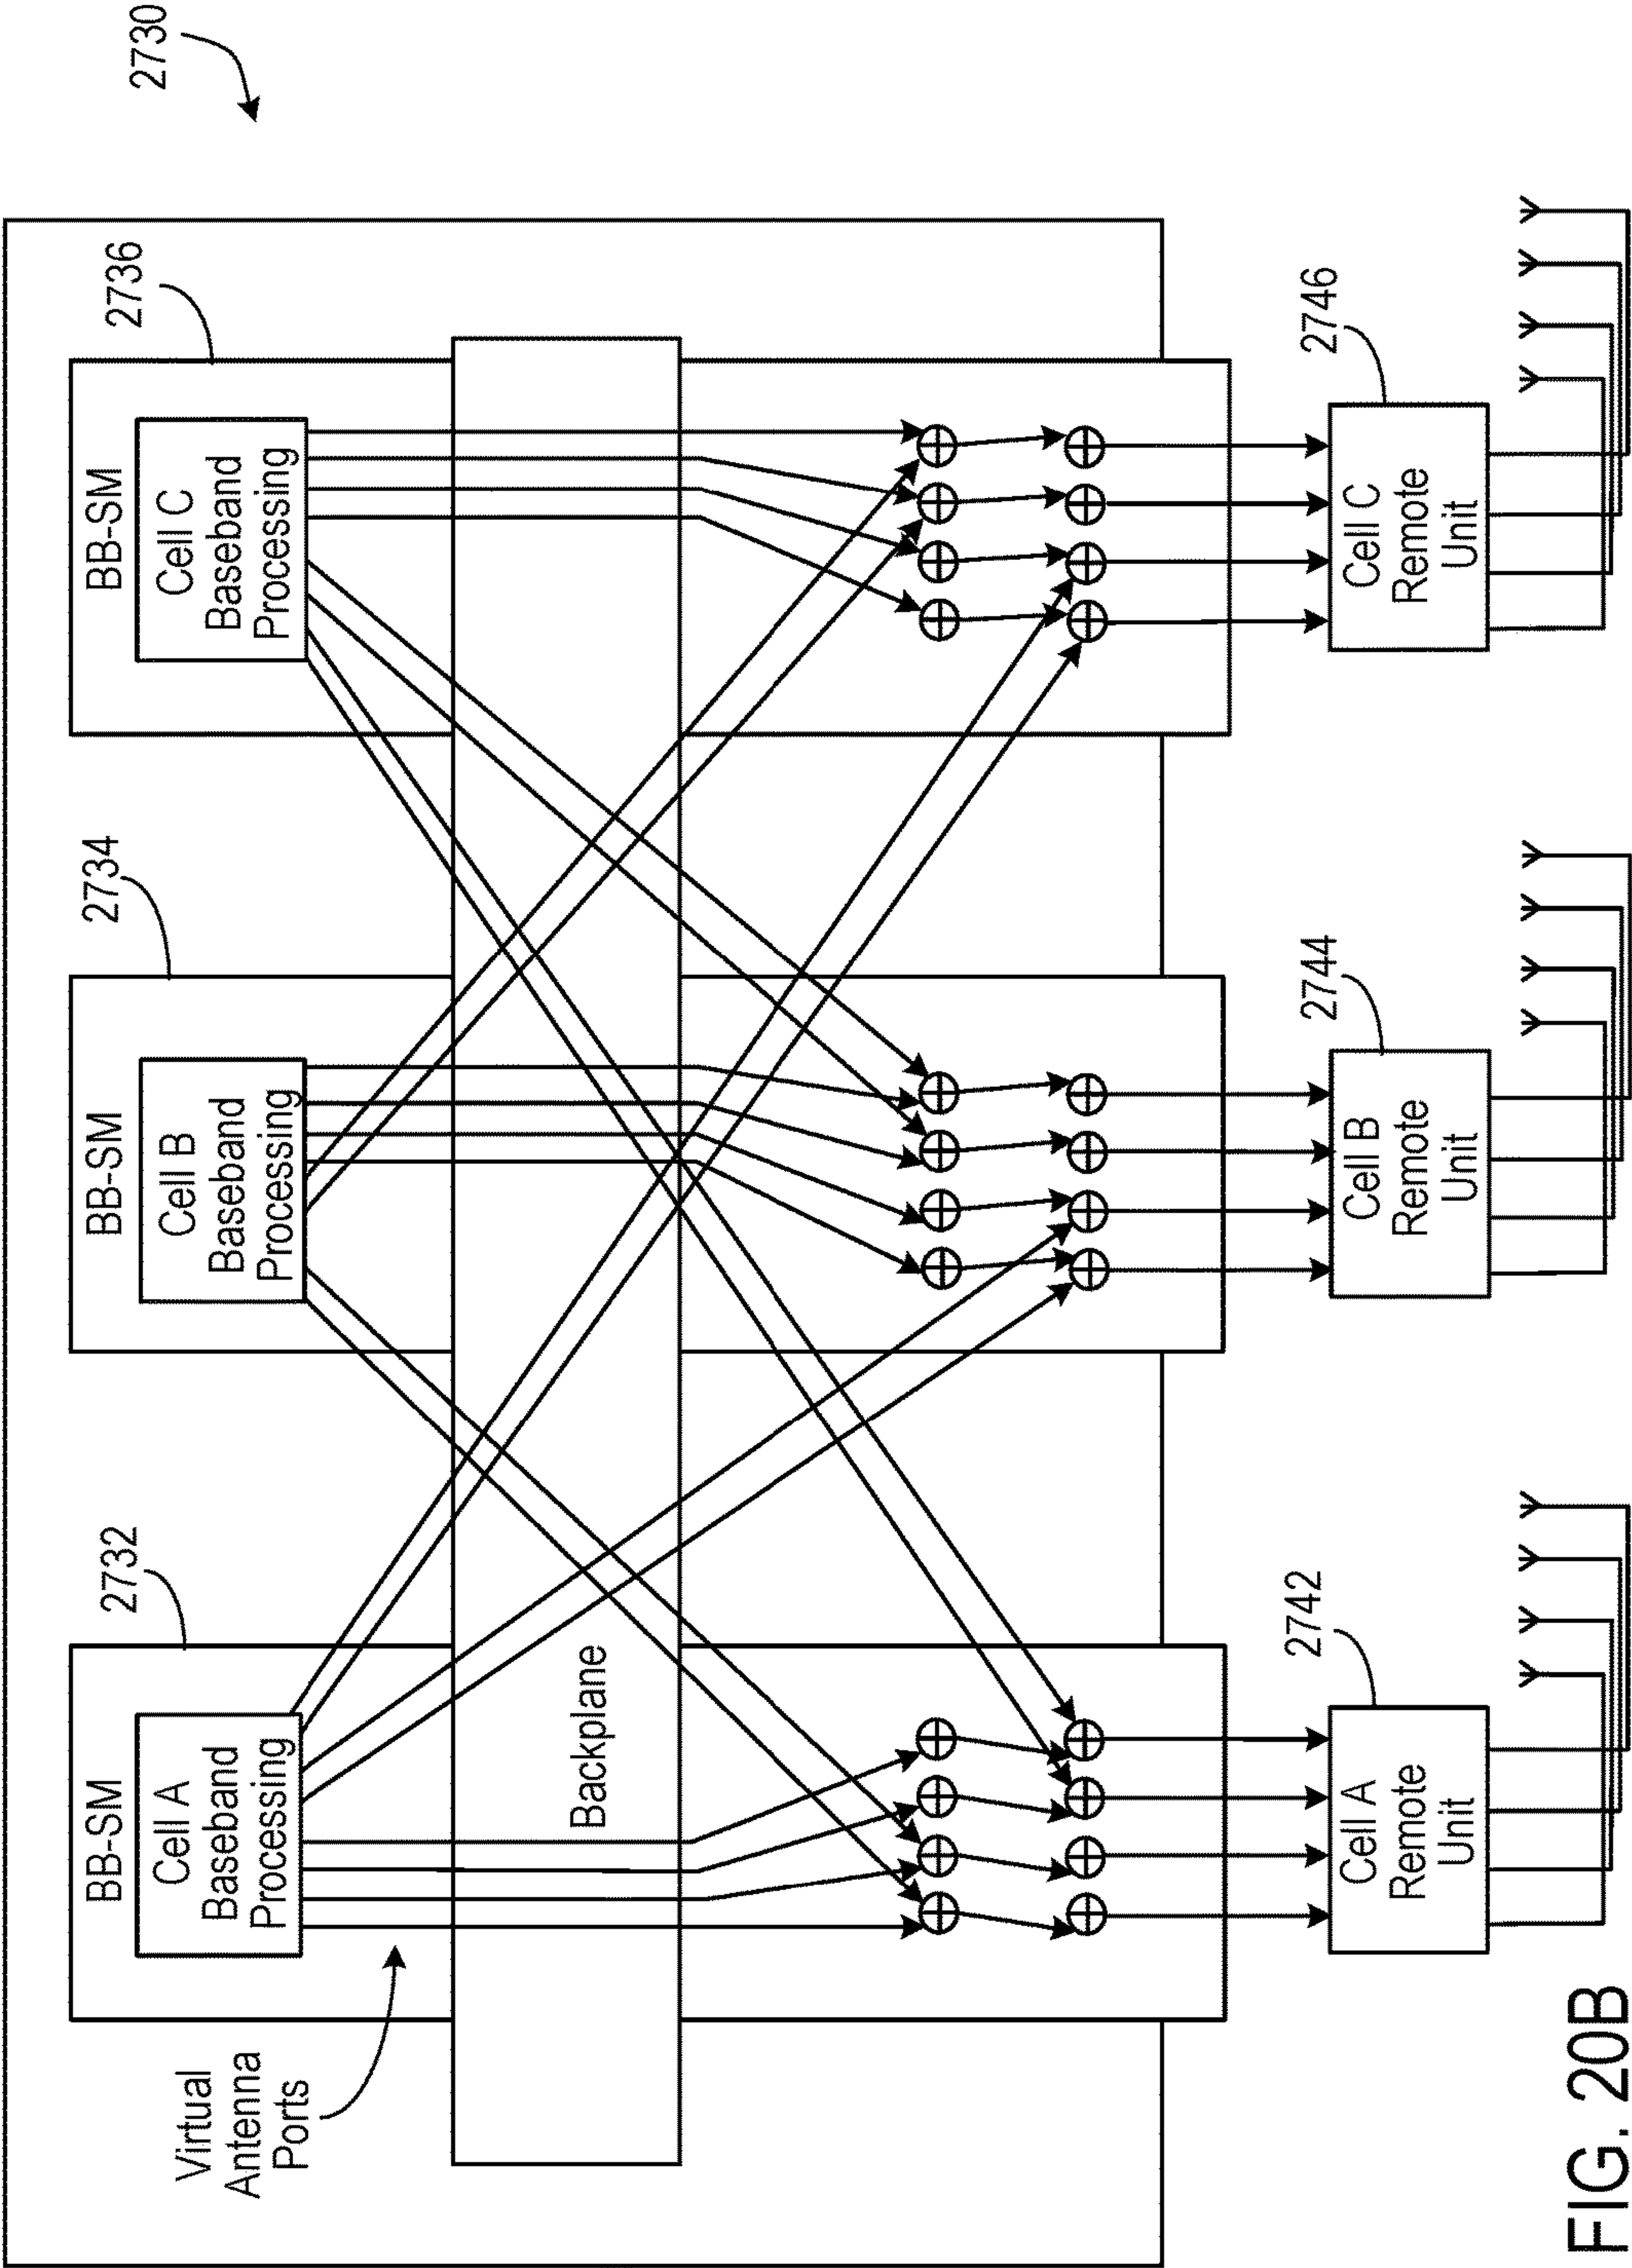 2730
2732
2734
2736
BB-SM
BB-SM
BB-SM
Cell A
Baseband
Processing
Cell B
Baseband
Processing
Cell C
Baseband
Processing
Virtual
Antenna
Ports
Backplane
2742
2744
2746
Cell A
Remote
Unit
Cell B
Remote
Unit
Cell C
Remote
Unit
FIG. 20B